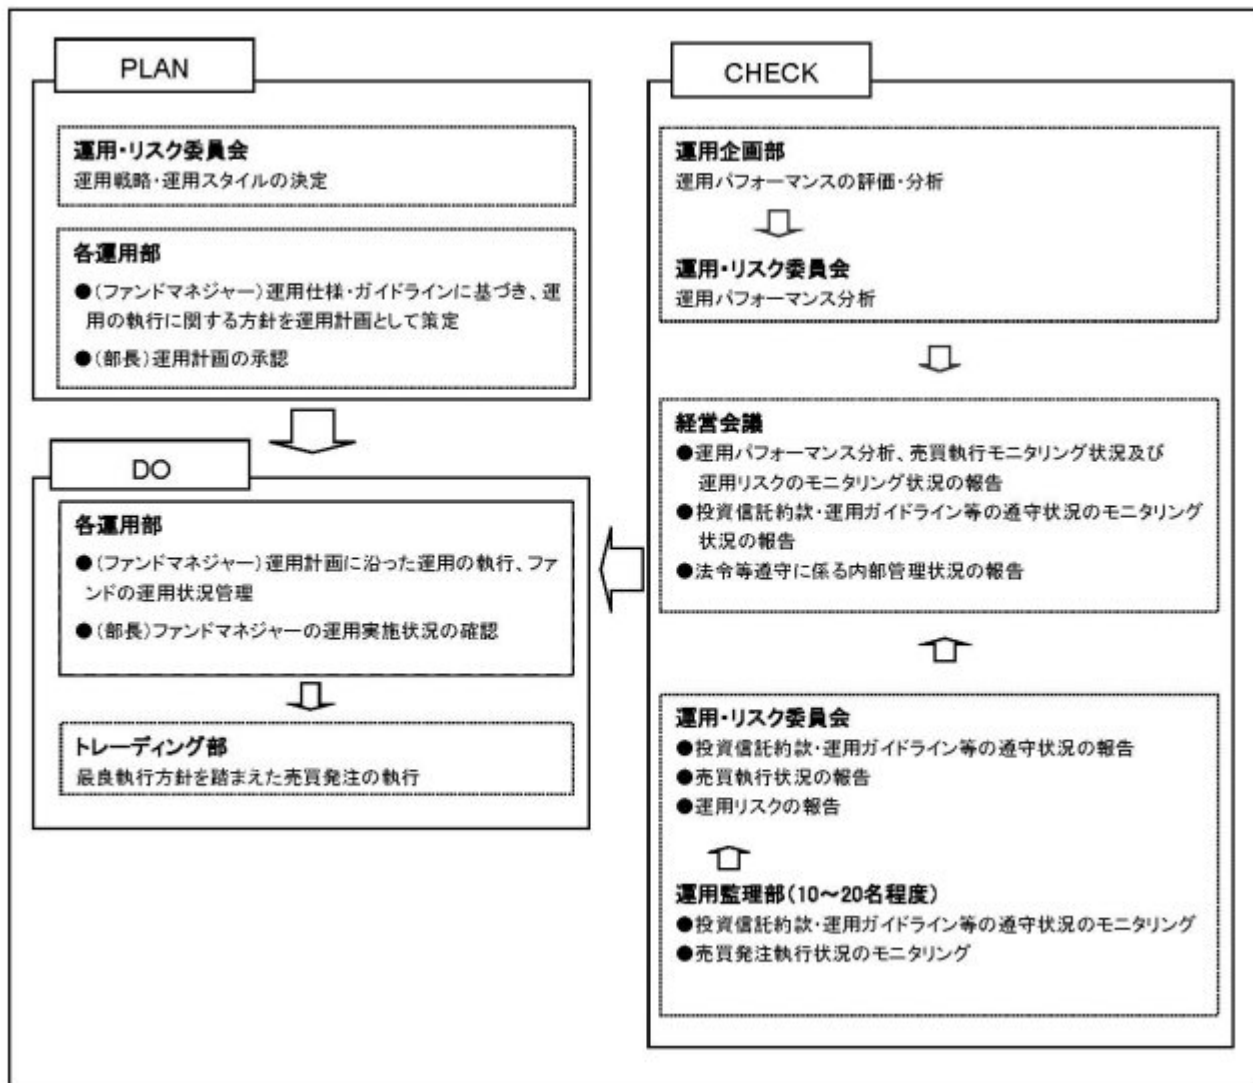 PLAN
運用・リスク委員会
運用戦略・運用スタイルの決定
各運用部
●(ファンドマネジャー)運用仕様・ガイドラインに基づき、運
用の執行に関する方針を運用計画として策定
●(部長)運用計画の承認
DO
各運用部
●(ファンドマネジャー)運用計画に沿った運用の執行、ファ
ンドの運用状況管理
●(部長)ファンドマネジャーの運用実施状況の確認
トレーディング部
最良執行方針を踏まえた売買発注の執行
CHECK
運用企画部
運用パフォーマンスの評価・分析
運用・リスク委員会
運用パフォーマンス分析
経営会議
●運用パフォーマンス分析、売買執行モニタリング状況及び
運用リスクのモニタリング状況の報告
●投資信託約款・運用ガイドライン等の遵守状況のモニタリング
状況の報告
●法令等遵守に係る内部管理状況の報告
運用・リスク委員会
●投資信託約款・運用ガイドライン等の遵守状況の報告
●売買執行状況の報告
●運用リスクの報告
運用監理部(10～20名程度)
●投資信託約款・運用ガイドライン等の遵守状況のモニタリング
●売買発注執行状況のモニタリング